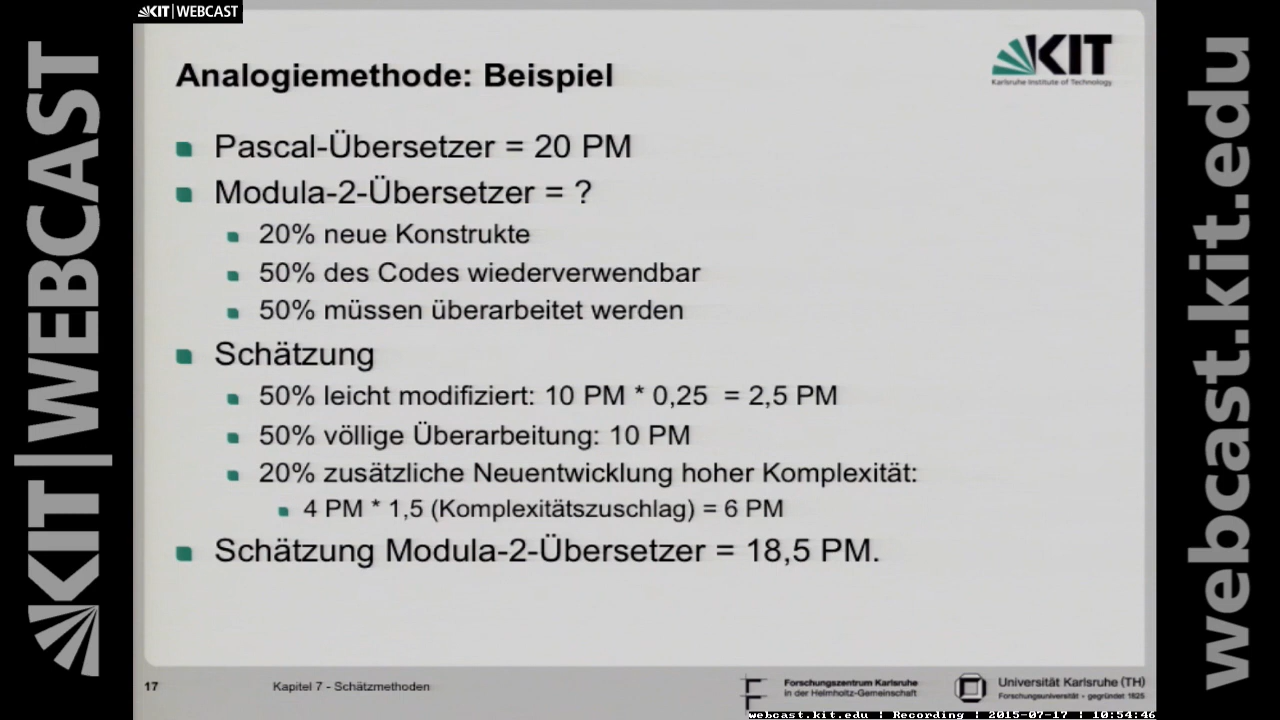 KIT|WEBCAST
KIT|WEBCAST
webcast.kit.edu
KIT
Karlsruhe Institute of Technology
Analogiemethode: Beispiel
Pascal-Übersetzer = 20 PM
Modula-2-Übersetzer = ?
20% neue Konstrukte
50% des Codes wiederverwendbar
50% müssen überarbeitet werden
Schätzung
50% leicht modifiziert: 10 PM * 0,25 = 2,5 PM
50% völlige Überarbeitung: 10 PM
20% zusätzliche Neuentwicklung hoher Komplexität:
4 PM * 1,5 (Komplexitätszuschlag) = 6 PM
Schätzung Modula-2-Übersetzer = 18,5 PM.
17
Kapitel 7 - Schätzmethoden
Forschungszentrum Karlsruhe
in der Helmholtz-Gemeinschaft
Universität Karlsruhe (TH)
Forschungsuniversität • gegründet 1825
webcast.kit.edu | Recording | 2015-07-17 | 10:54:46